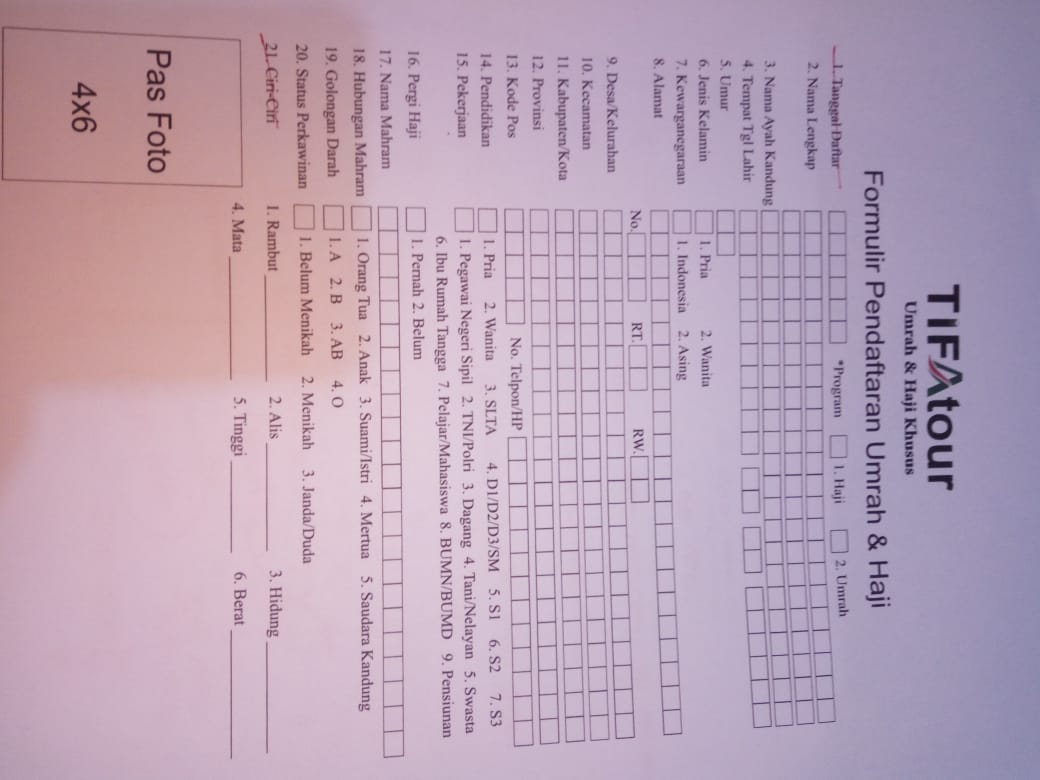 TIFAtour
Umrah & Haji Khusus
Formulir Pendaftaran Umrah & Haji
1. Tanggal Daftar *Program 1. Haji 2. Umrah
2. Nama Lengkap
3. Nama Ayah Kandung
4. Tempat Tgl Lahir
5. Umur
6. Jenis Kelamin 1. Pria 2. Wanita
7. Kewarganegaraan 1. Indonesia 2. Asing
8. Alamat
No. RT. RW.
9. Desa/Kelurahan
10. Kecamatan
11. Kabupaten/Kota
12. Provinsi
13. Kode Pos No. Telpon/HP
14. Pendidikan 1. Pria 2. Wanita 3. SLTA 4. D1/D2/D3/SM 5. S1 6. S2 7. S3
15. Pekerjaan 1. Pegawai Negeri Sipil 2. TNI/Polri 3. Dagang 4. Tani/Nelayan 5. Swasta
6. Ibu Rumah Tangga 7. Pelajar/Mahasiswa 8. BUMN/BUMD 9. Pensiunan
16. Pergi Haji 1. Pernah 2. Belum
17. Nama Mahram
18. Hubungan Mahram 1. Orang Tua 2. Anak 3. Suami/Istri 4. Mertua 5. Saudara Kandung
19. Golongan Darah 1. A 2. B 3. AB 4. O
20. Status Perkawinan 1. Belum Menikah 2. Menikah 3. Janda/Duda
21. Ciri-Ciri 1. Rambut 2. Alis 3. Hidung
4. Mata 5. Tinggi 6. Berat
Pas Foto
4x6